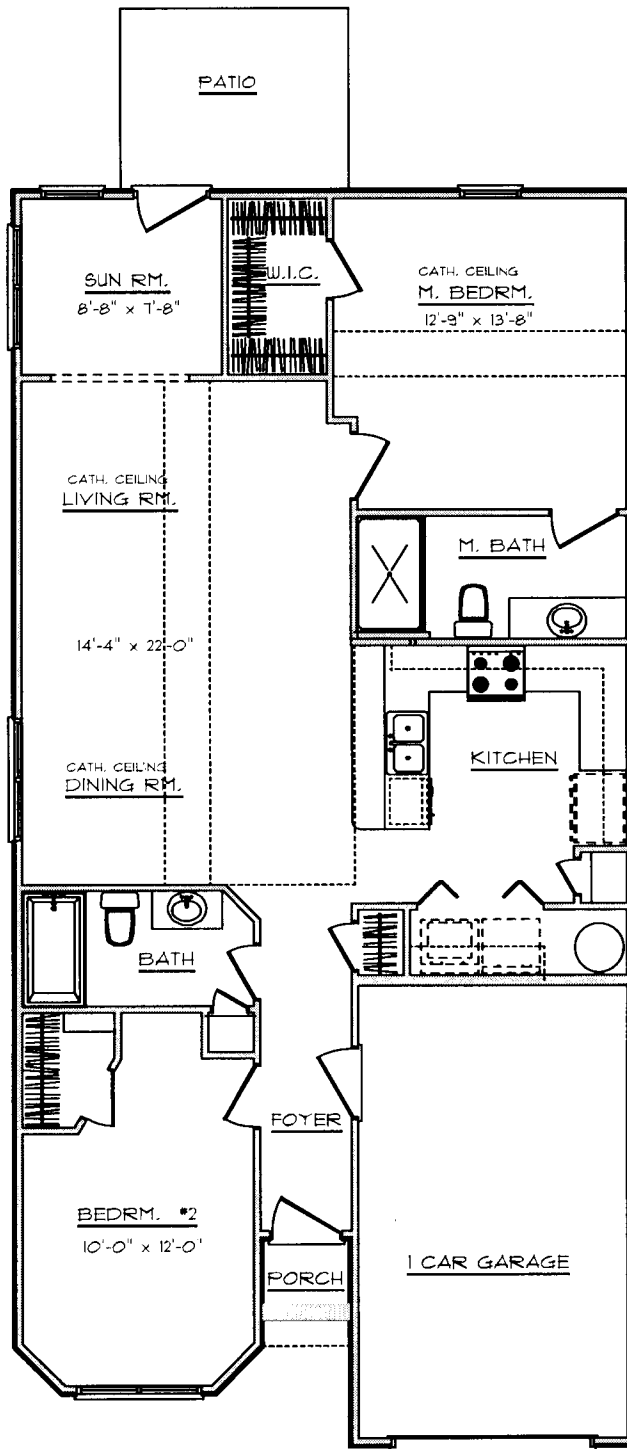 PATIO
SUN RM.
8'-8" x 7'-8"
W.I.C.
CATH. CEILING
M. BEDRM.
12'-9" x 13'-8"
CATH. CEILING
LIVING RM.
M. BATH
14'-4" x 22'-0"
KITCHEN
CATH. CEILING
DINING RM.
BATH
FOYER
BEDRM. #2
10'-0" x 12'-0"
PORCH
1 CAR GARAGE